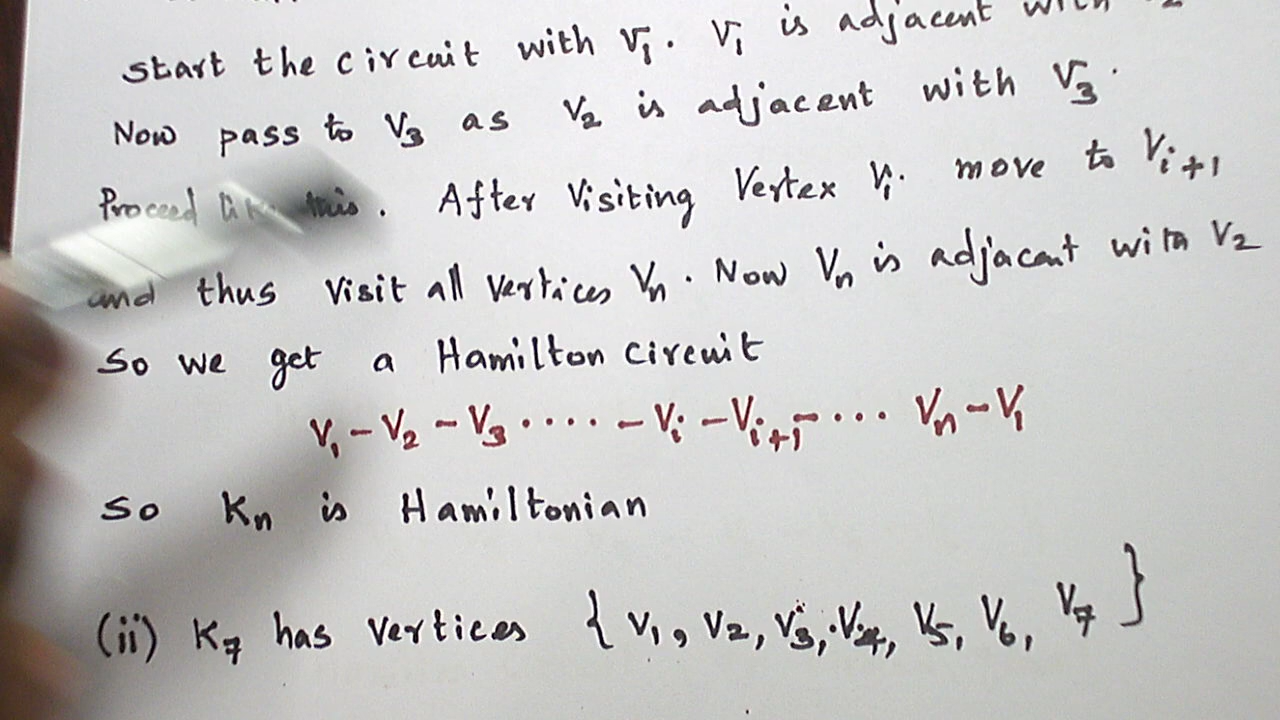 start the circuit with V₁. V₁ is adjacent with
Now pass to V₃ as V₂ is adjacent with V₃.
Proceed like this. After Visiting Vertex Vᵢ. move to Vᵢ₊₁
and thus visit all vertices Vₙ. Now Vₙ is adjacant with V₂
So we get a Hamilton circuit
V₁ - V₂ - V₃ ..... - Vᵢ - Vᵢ₊₁ - ... Vₙ - V₁
So Kₙ is Hamiltonian
(ii) K₇ has vertices { V₁, V₂, V₃, V₄, V₅, V₆, V₇ }